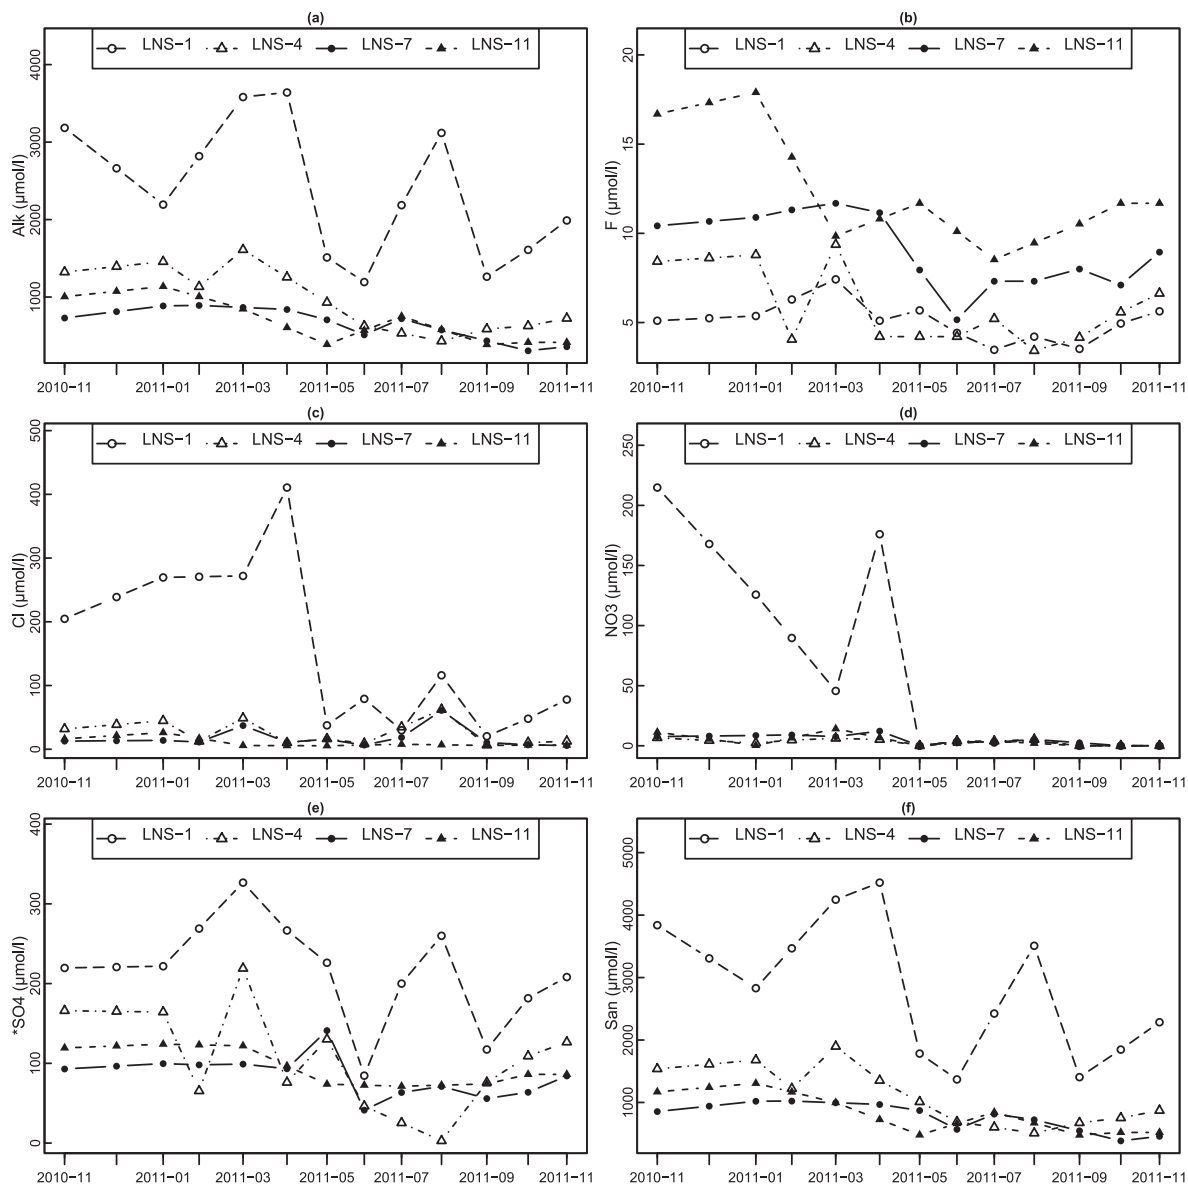 (a)
LNS−1 LNS−4 LNS−7 LNS−11
Alk (μmol/l)
4000
3000
2000
1000
2010−11 2011−01 2011−03 2011−05 2011−07 2011−09 2011−11
(b)
LNS−1 LNS−4 LNS−7 LNS−11
F (μmol/l)
20
15
10
5
2010−11 2011−01 2011−03 2011−05 2011−07 2011−09 2011−11
(c)
LNS−1 LNS−4 LNS−7 LNS−11
Cl (μmol/l)
500
400
300
200
100
0
2010−11 2011−01 2011−03 2011−05 2011−07 2011−09 2011−11
(d)
LNS−1 LNS−4 LNS−7 LNS−11
NO3 (μmol/l)
250
200
150
100
50
0
2010−11 2011−01 2011−03 2011−05 2011−07 2011−09 2011−11
(e)
LNS−1 LNS−4 LNS−7 LNS−11
*SO4 (μmol/l)
400
300
200
100
0
2010−11 2011−01 2011−03 2011−05 2011−07 2011−09 2011−11
(f)
LNS−1 LNS−4 LNS−7 LNS−11
San (μmol/l)
5000
4000
3000
2000
1000
2010−11 2011−01 2011−03 2011−05 2011−07 2011−09 2011−11